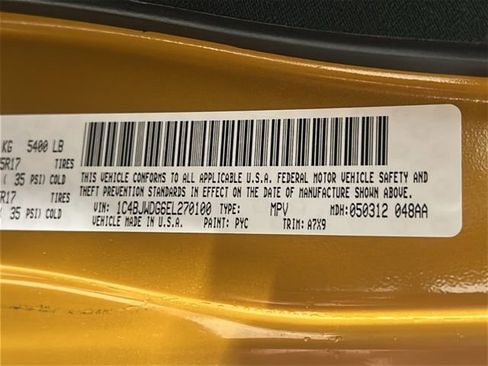 KG 5400 LB
5R17 TIRES
( 35 PSI) COLD
R17 TIRES
35 PSI) COLD
THIS VEHICLE CONFORMS TO ALL APPLICABLE U.S.A. FEDERAL MOTOR VEHICLE SAFETY AND
THEFT PREVENTION STANDARDS IN EFFECT ON THE DATE OF MANUFACTURE SHOWN ABOVE.
VIN: 1C4BJWDG6EL270100 TYPE: MPV MDH: 050312 048AA
VEHICLE MADE IN U.S.A. PAINT: PYC TRIM: A7X9